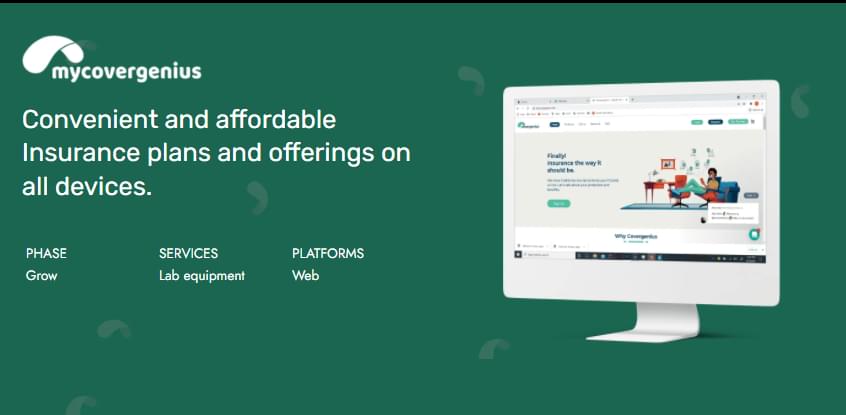 mycovergenius
Convenient and affordable
Insurance plans and offerings on
all devices.
PHASE
SERVICES
PLATFORMS
Grow
Lab equipment
Web
Finally!
insurance the way it
should be.
Why Covergenius